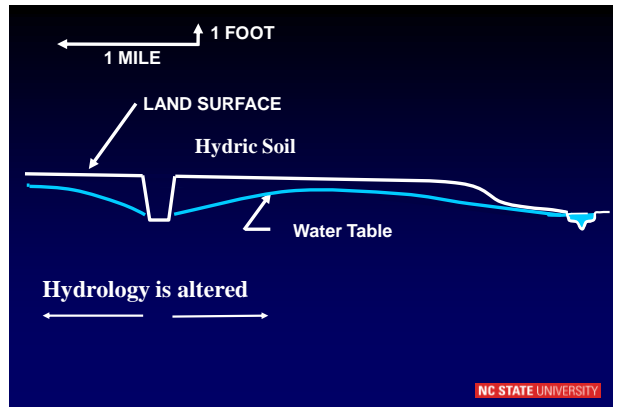 1 FOOT
1 MILE
LAND SURFACE
Hydric Soil
Water Table
Hydrology is altered
NC STATE UNIVERSITY